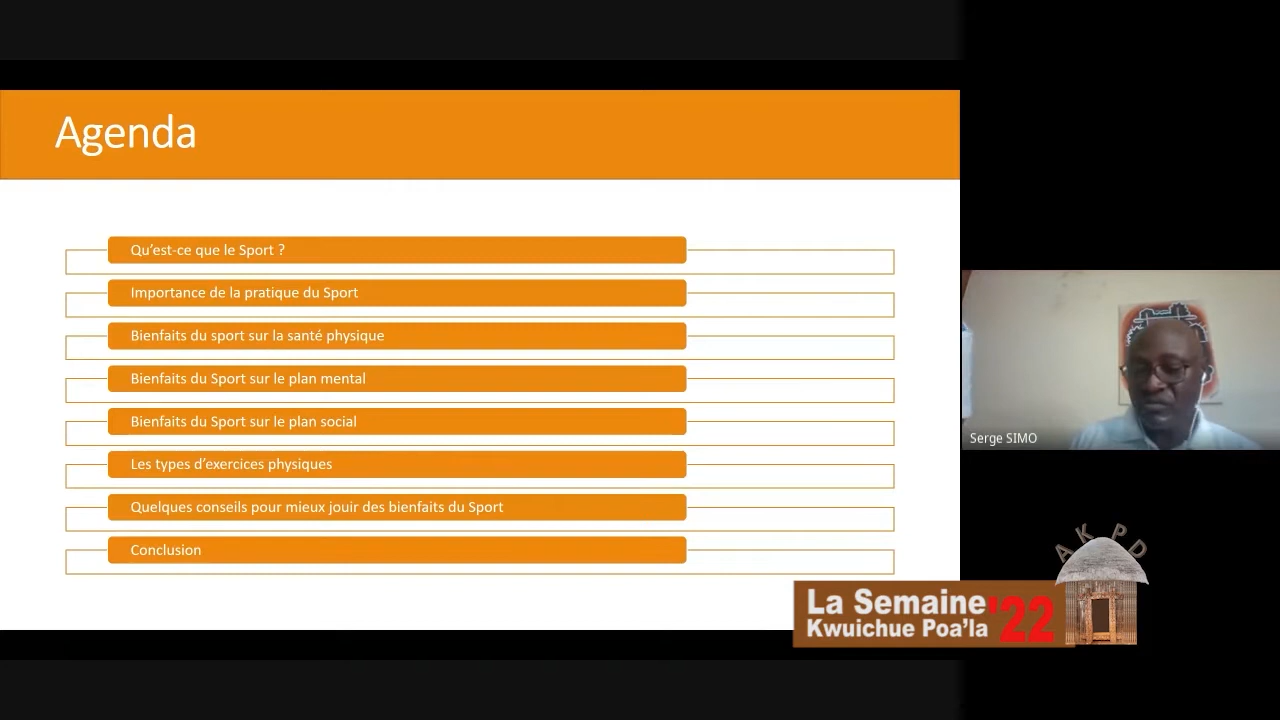 Agenda
Qu'est-ce que le Sport ?
Importance de la pratique du Sport
Bienfaits du sport sur la santé physique
Bienfaits du Sport sur le plan mental
Bienfaits du Sport sur le plan social
Les types d'exercices physiques
Quelques conseils pour mieux jouir des bienfaits du Sport
Conclusion
Serge SIMO
AKPD
La Semaine '22
Kwuichue Poa'la